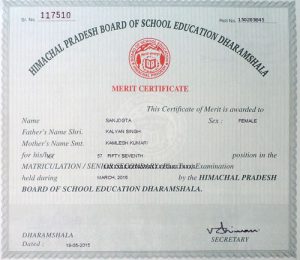 Sr. No. 117510
Roll No. 130203645
HIMACHAL PRADESH BOARD OF SCHOOL EDUCATION DHARAMSHALA
MERIT CERTIFICATE
This Certificate of Merit is awarded to
Name SANJOGTA Sex : FEMALE
Father's Name Shri. KALYAN SINGH
Mother's Name Smt. KAMLESH KUMARI
for his/her 57 - FIFTY SEVENTH position in the
MATRICULATION / SENIOR SECONDARY Examination
held during MARCH, 2015 by the HIMACHAL PRADESH
BOARD OF SCHOOL EDUCATION DHARAMSHALA.
DHARAMSHALA
Dated : 19-05-2015
SECRETARY